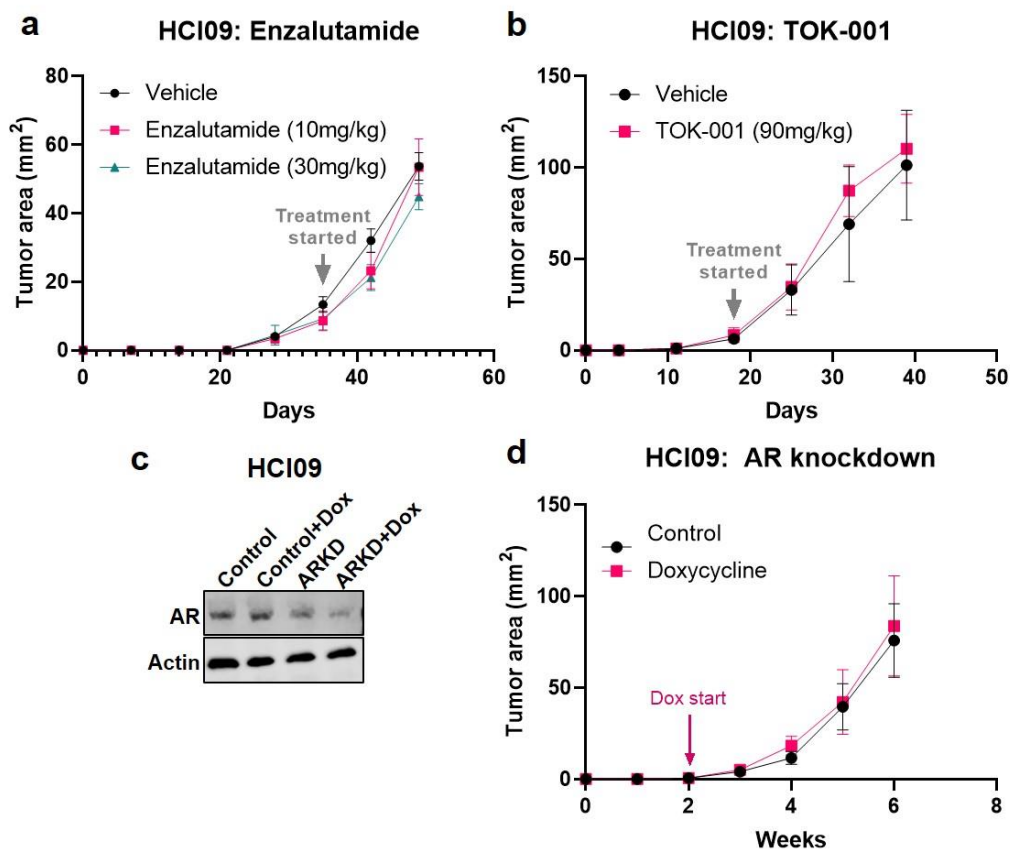 a
HCI09: Enzalutamide
80
60
40
20
0
Tumor area (mm²)
Vehicle
Enzalutamide (10mg/kg)
Enzalutamide (30mg/kg)
Treatment
started
0 20 40 60
Days
b
HCI09: TOK-001
150
100
50
0
Tumor area (mm²)
Vehicle
TOK-001 (90mg/kg)
Treatment
started
0 10 20 30 40 50
Days
c
HCI09
Control
Control+Dox
ARKD
ARKD+Dox
AR
Actin
d
HCI09: AR knockdown
150
100
50
0
Tumor area (mm²)
Control
Doxycycline
Dox start
0 2 4 6 8
Weeks